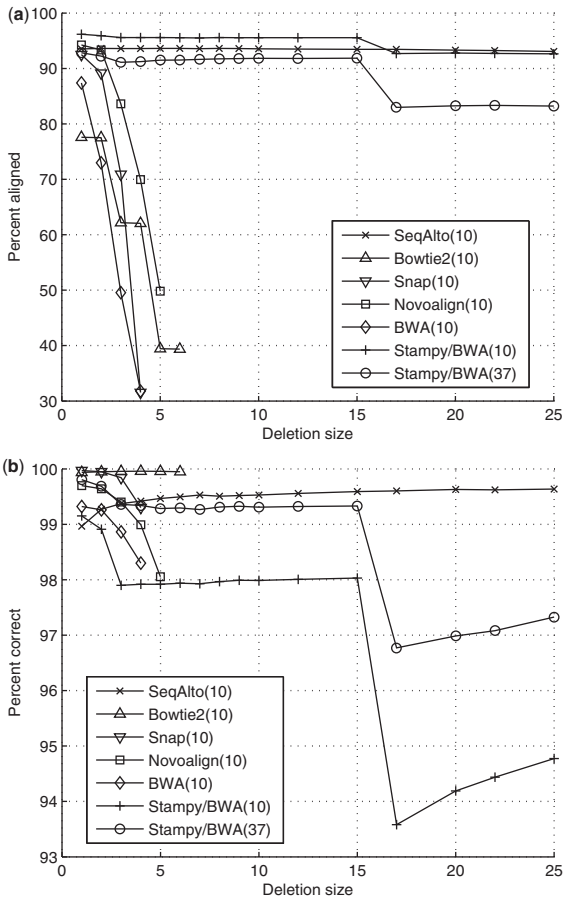 (a)
100
90
80
70
60
50
40
30
Percent aligned
SeqAlto(10)
Bowtie2(10)
Snap(10)
Novoalign(10)
BWA(10)
Stampy/BWA(10)
Stampy/BWA(37)
0 5 10 15 20 25
Deletion size
(b)
100
99
98
97
96
95
94
93
Percent correct
SeqAlto(10)
Bowtie2(10)
Snap(10)
Novoalign(10)
BWA(10)
Stampy/BWA(10)
Stampy/BWA(37)
0 5 10 15 20 25
Deletion size